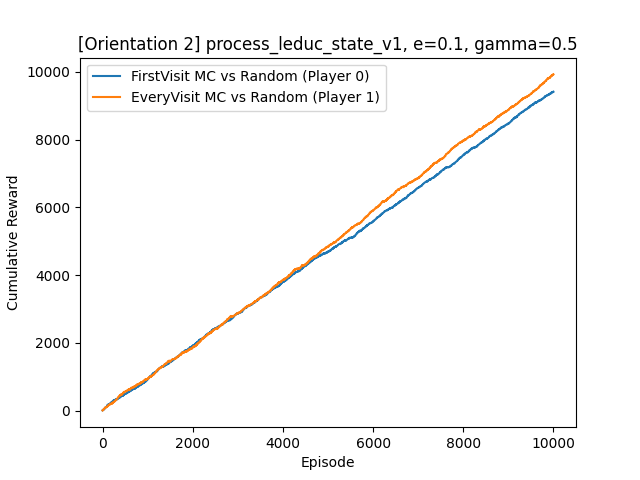 [Orientation 2] process_leduc_state_v1, e=0.1, gamma=0.5
FirstVisit MC vs Random (Player 0)
EveryVisit MC vs Random (Player 1)
10000
8000
6000
4000
2000
0
Cumulative Reward
0 2000 4000 6000 8000 10000
Episode